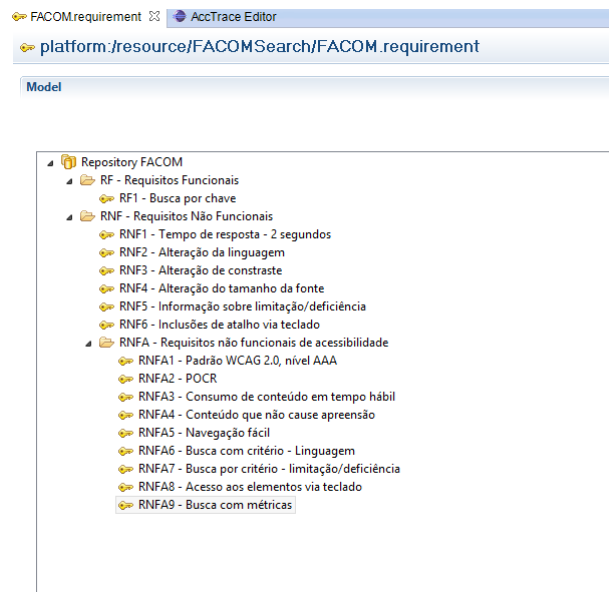 FACOM.requirement AccTrace Editor
platform:/resource/FACOMSearch/FACOM.requirement
Model
Repository FACOM
RF - Requisitos Funcionais
RF1 - Busca por chave
RNF - Requisitos Não Funcionais
RNF1 - Tempo de resposta - 2 segundos
RNF2 - Alteração da linguagem
RNF3 - Alteração de constraste
RNF4 - Alteração do tamanho da fonte
RNF5 - Informação sobre limitação/deficiência
RNF6 - Inclusões de atalho via teclado
RNFA - Requisitos não funcionais de acessibilidade
RNFA1 - Padrão WCAG 2.0, nível AAA
RNFA2 - POCR
RNFA3 - Consumo de conteúdo em tempo hábil
RNFA4 - Conteúdo que não cause apreensão
RNFA5 - Navegação fácil
RNFA6 - Busca com critério - Linguagem
RNFA7 - Busca por critério - limitação/deficiência
RNFA8 - Acesso aos elementos via teclado
RNFA9 - Busca com métricas